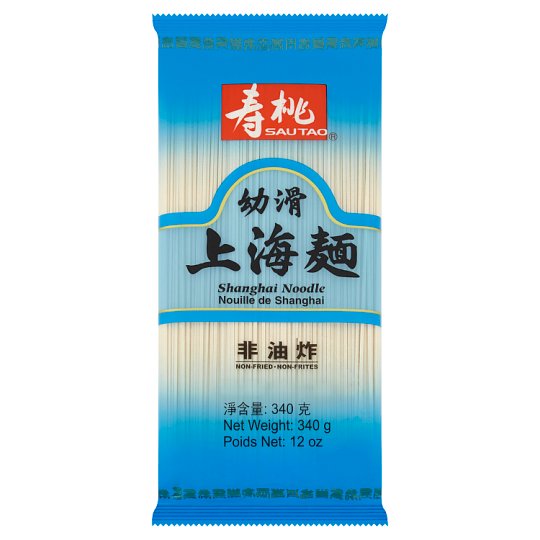 寿桃
SAUTAO®
幼滑
上海麵
Shanghai Noodle
Nouille de Shanghai
非油炸
NON-FRIED • NON-FRITES
淨含量: 340 克
Net Weight: 340 g
Poids Net: 12 oz